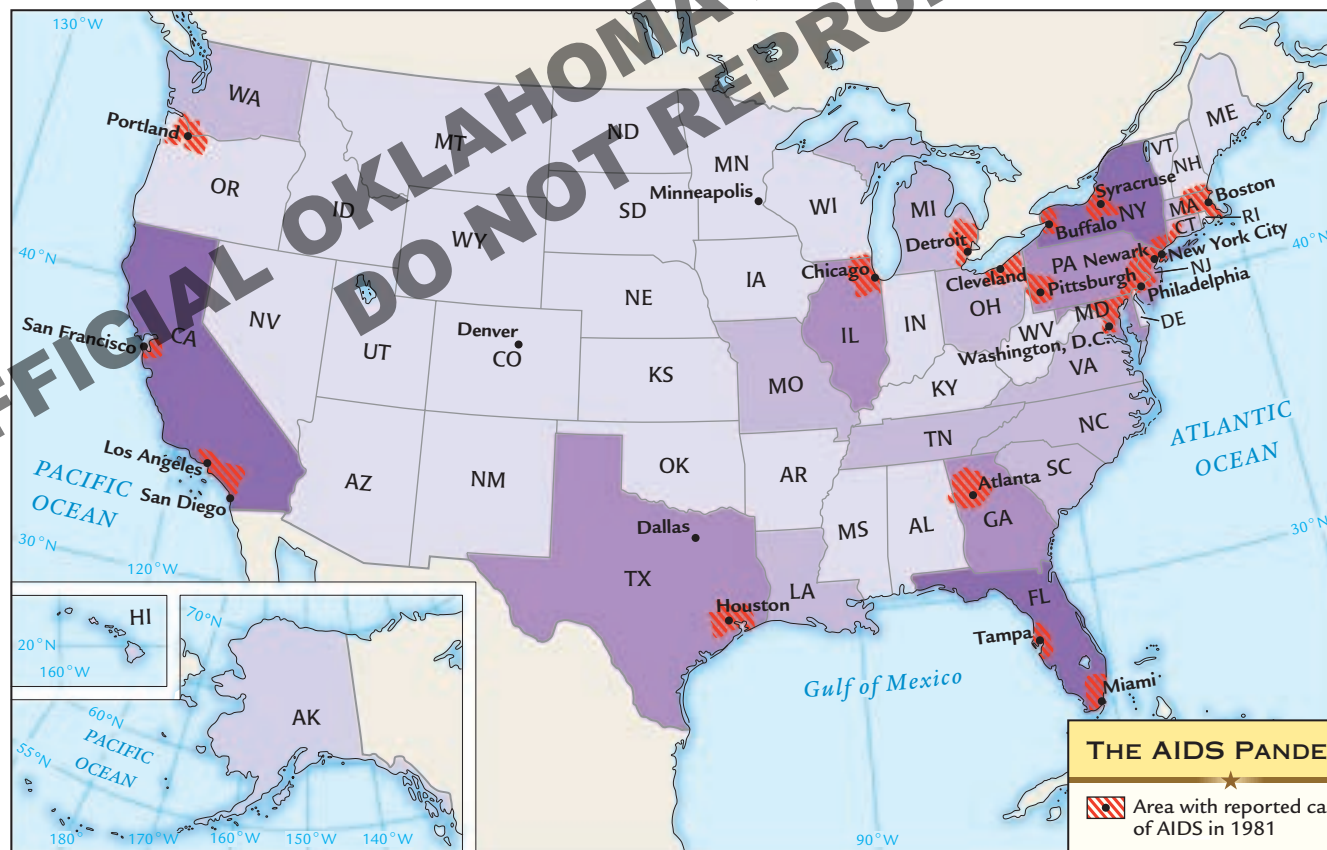 130°W
OFFICIAL OKLAHOMA
DO NOT REPRO
WA
Portland
MT
ND
MN
ME
VT
NH
OR
ID
Minneapolis
SD
WI
MI
Syracruse
NY
Boston
MA
RI
CT
WY
Detroit
Buffalo
New York City
40°N
40°N
Chicago
IA
Cleveland
PA
Newark
Pittsburgh
NJ
Philadelphia
NE
OH
MD
DE
NV
IN
IL
WV
Washington, D.C.
San Francisco
CA
UT
Denver
CO
KS
MO
KY
VA
TN
NC
ATLANTIC
OCEAN
Los Angeles
PACIFIC
OCEAN
San Diego
AZ
NM
OK
AR
SC
Atlanta
MS
AL
GA
30°N
30°N
120°W
Dallas
TX
LA
Houston
FL
Tampa
Miami
Gulf of Mexico
HI
20°N
160°W
70°N
AK
60°N
55°N
PACIFIC
OCEAN
180°
170°W
160°W
150°W
140°W
90°W
THE AIDS PANDE
Area with reported ca
of AIDS in 1981